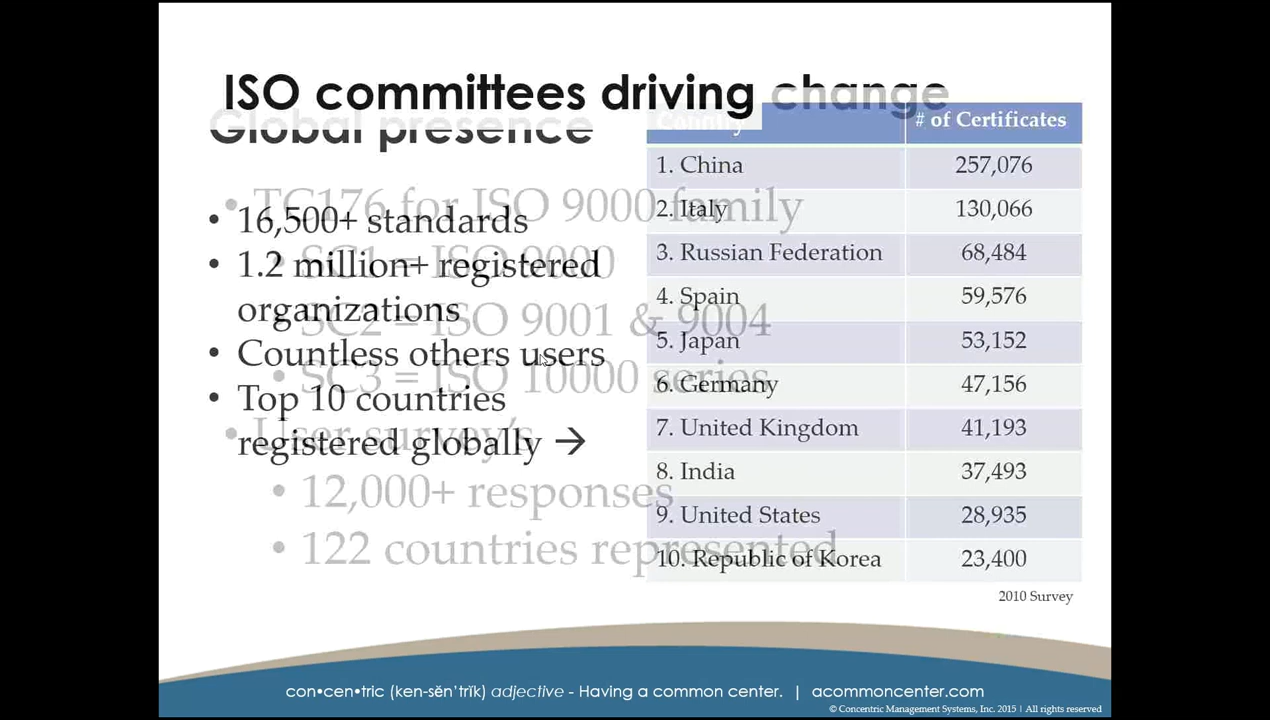 ISO committees driving change
Global presence
• TC176 for ISO 9000 family
• SC1 = ISO 9000
• SC2 = ISO 9001 & 9004
• SC3 = ISO 10000 series
• User survey's
• 12,000+ responses
• 122 countries represented
• 16,500+ standards
• 1.2 million+ registered
organizations
• Countless others users
• Top 10 countries
registered globally →
Country # of Certificates
1. China 257,076
2. Italy 130,066
3. Russian Federation 68,484
4. Spain 59,576
5. Japan 53,152
6. Germany 47,156
7. United Kingdom 41,193
8. India 37,493
9. United States 28,935
10. Republic of Korea 23,400
2010 Survey
con•cen•tric (ken-sĕn'trĭk) adjective - Having a common center. | acommoncenter.com
© Concentric Management Systems, Inc. 2015 | All rights reserved